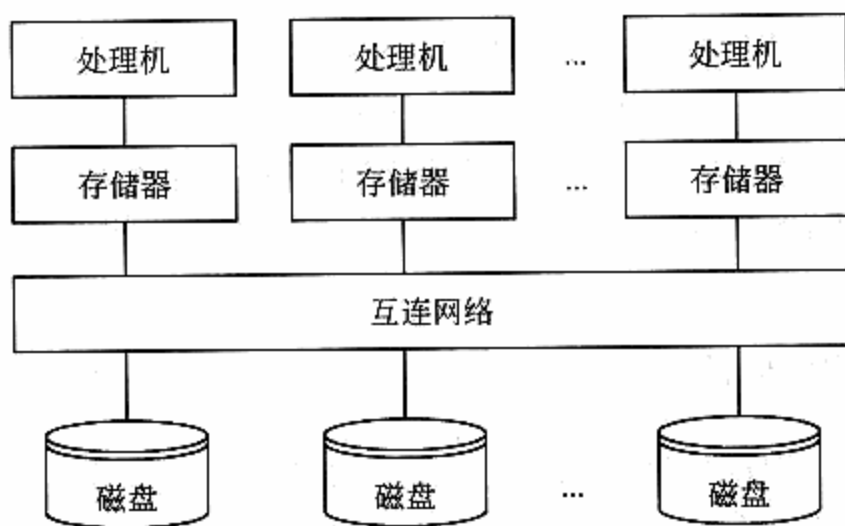 处理机 处理机 ... 处理机
存储器 存储器 ... 存储器
互连网络
磁盘 磁盘 ... 磁盘